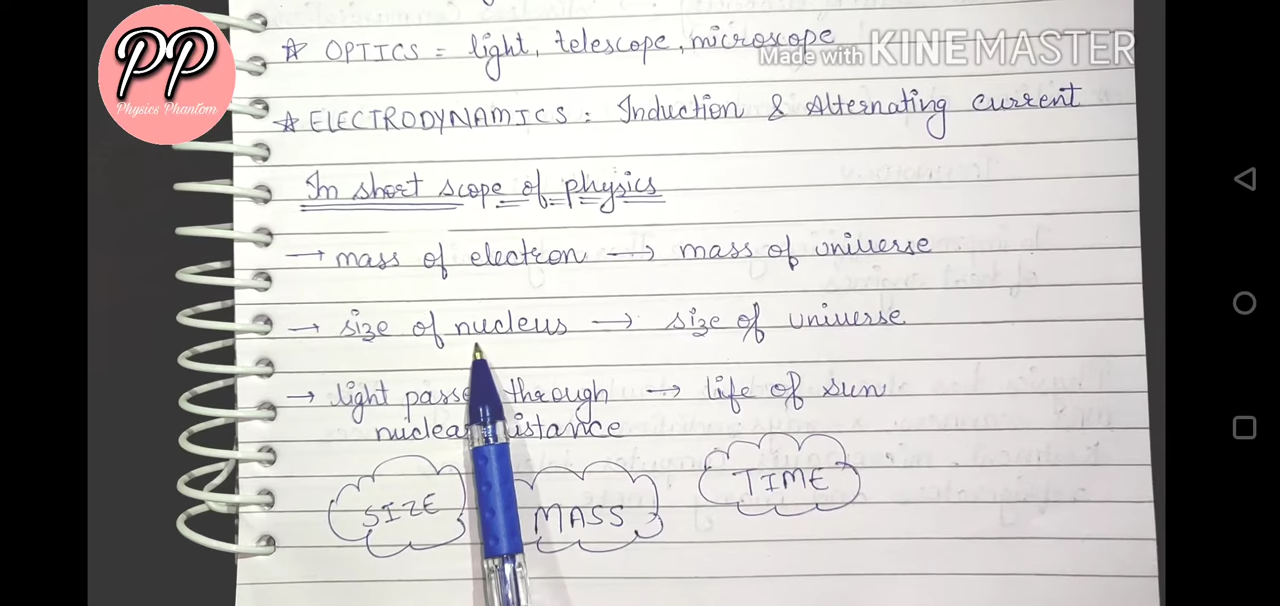 PP
Physics Phantom
☆ OPTICS = light, telescope, microscope
Made with KINEMASTER
☆ ELECTRODYNAMICS : Induction & Alternating current
In short scope of physics
→ mass of electron → mass of universe
→ size of nucleus → size of universe
→ light passe through → life of sun
nuclear istance
SIZE MASS TIME